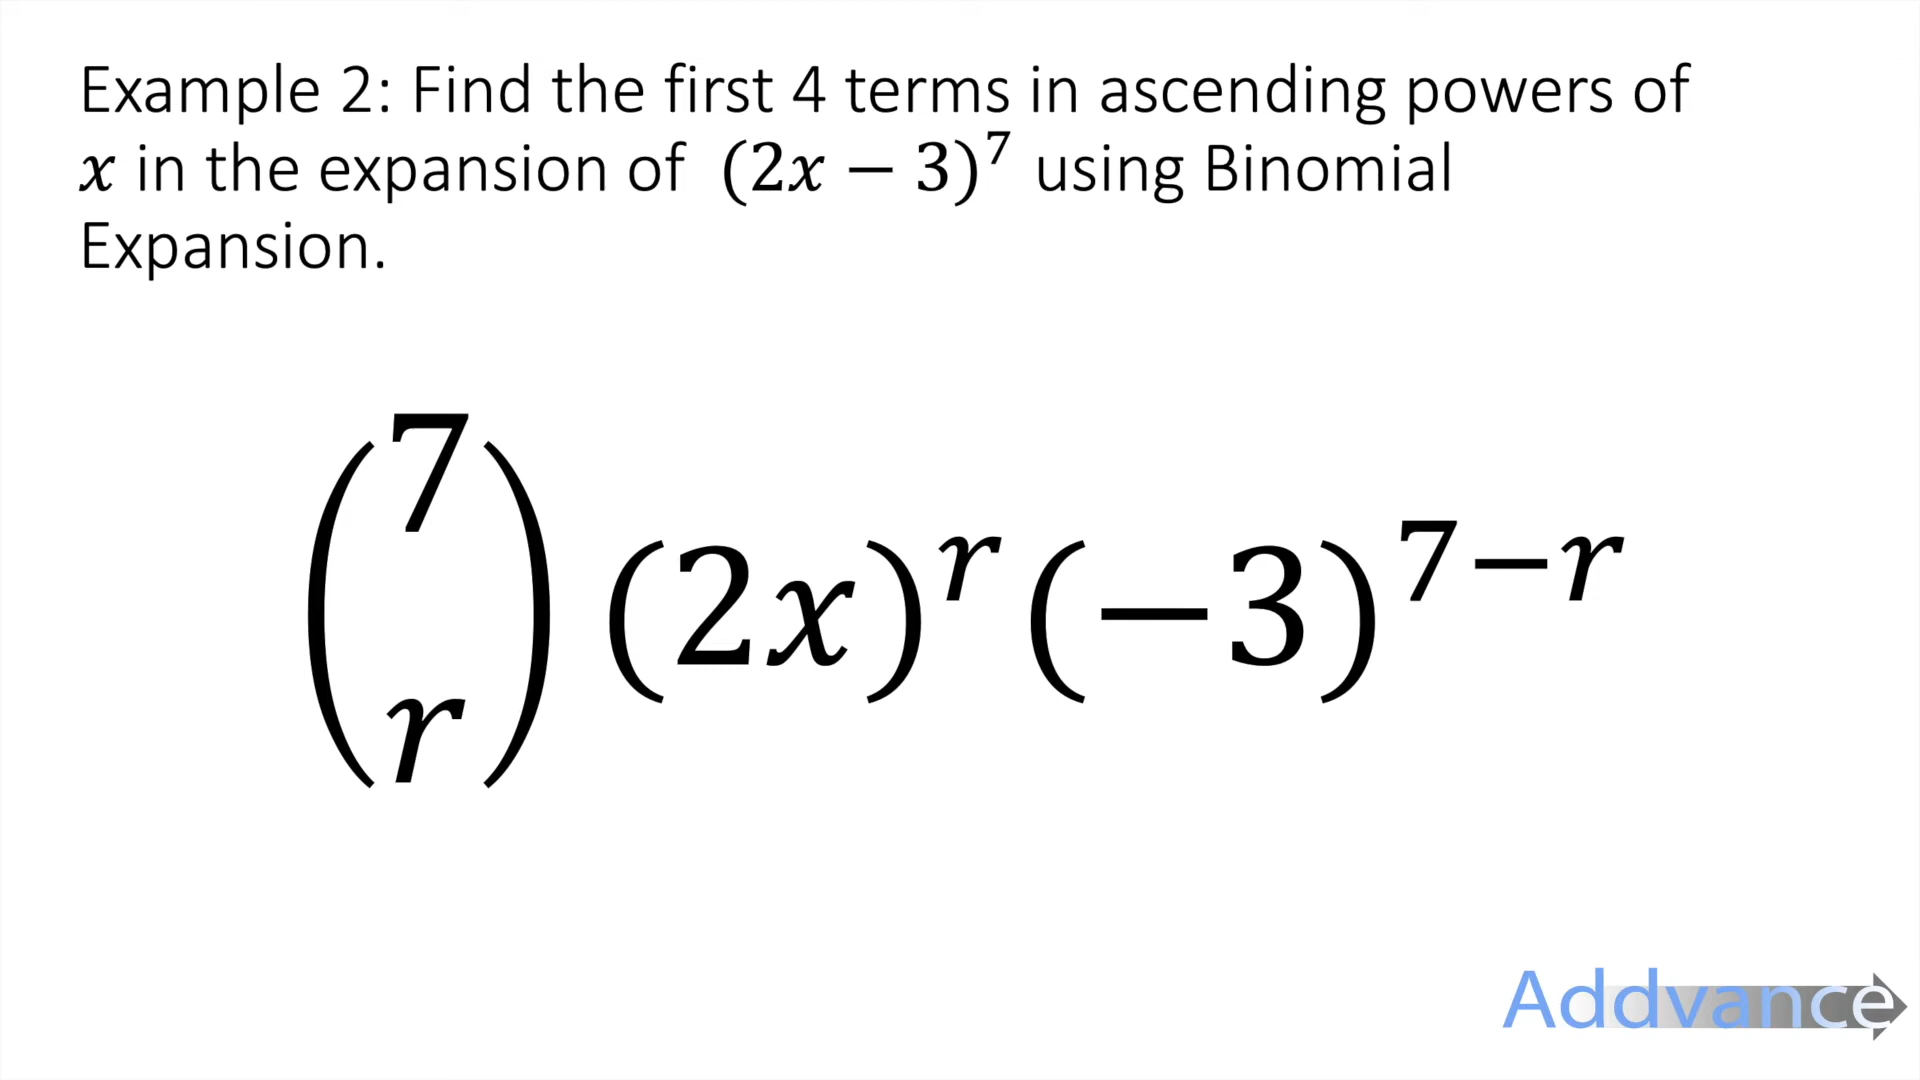 Example 2: Find the first 4 terms in ascending powers of
x in the expansion of (2x − 3)⁷ using Binomial
Expansion.
(7
r) (2x)ʳ(−3)⁷⁻ʳ
Addvance